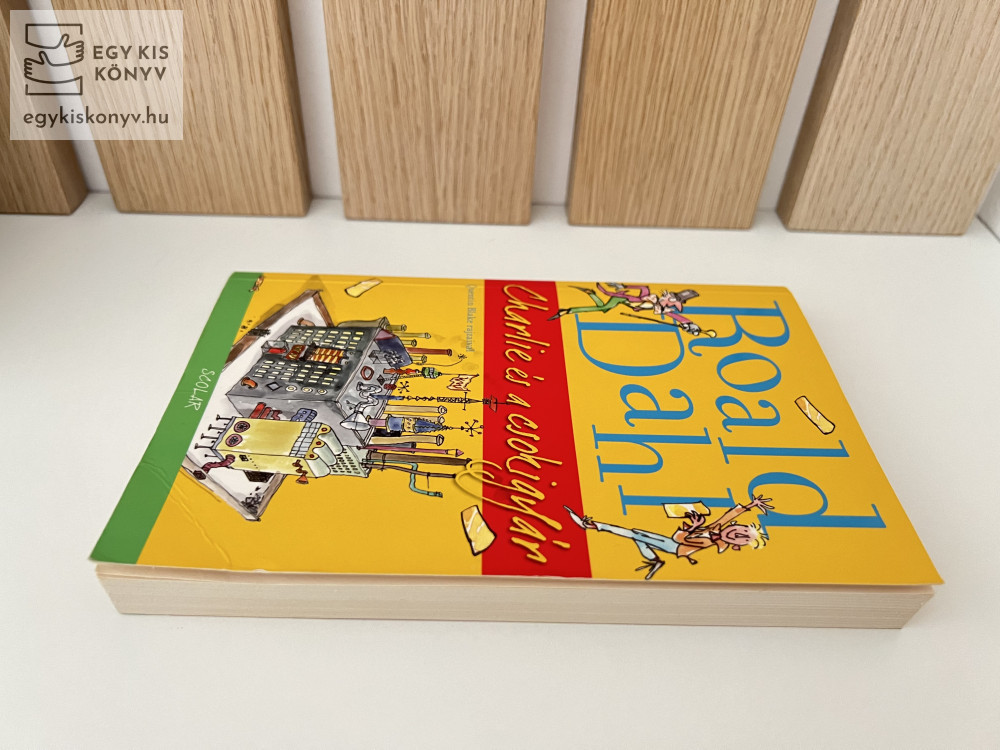 EGY KIS
KÖNYV
egykiskonyv.hu
Roald
Dahl
Charlie és a csokigyár
Quentin Blake rajzaival
SCOLAR